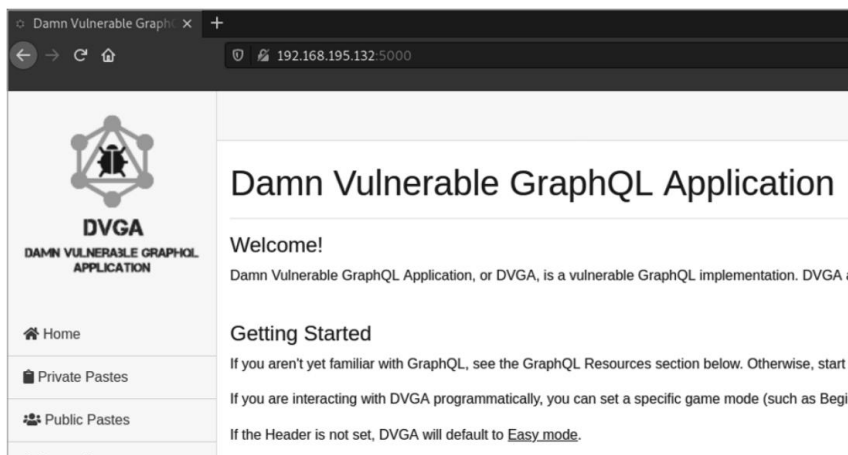 Damn Vulnerable Graph
192.168.195.132:5000
DVGA
DAMN VULNERABLE GRAPHQL
APPLICATION
Home
Private Pastes
Public Pastes
Damn Vulnerable GraphQL Application
Welcome!
Damn Vulnerable GraphQL Application, or DVGA, is a vulnerable GraphQL implementation. DVGA
Getting Started
If you aren't yet familiar with GraphQL, see the GraphQL Resources section below. Otherwise, start
If you are interacting with DVGA programmatically, you can set a specific game mode (such as Begi
If the Header is not set, DVGA will default to Easy mode.